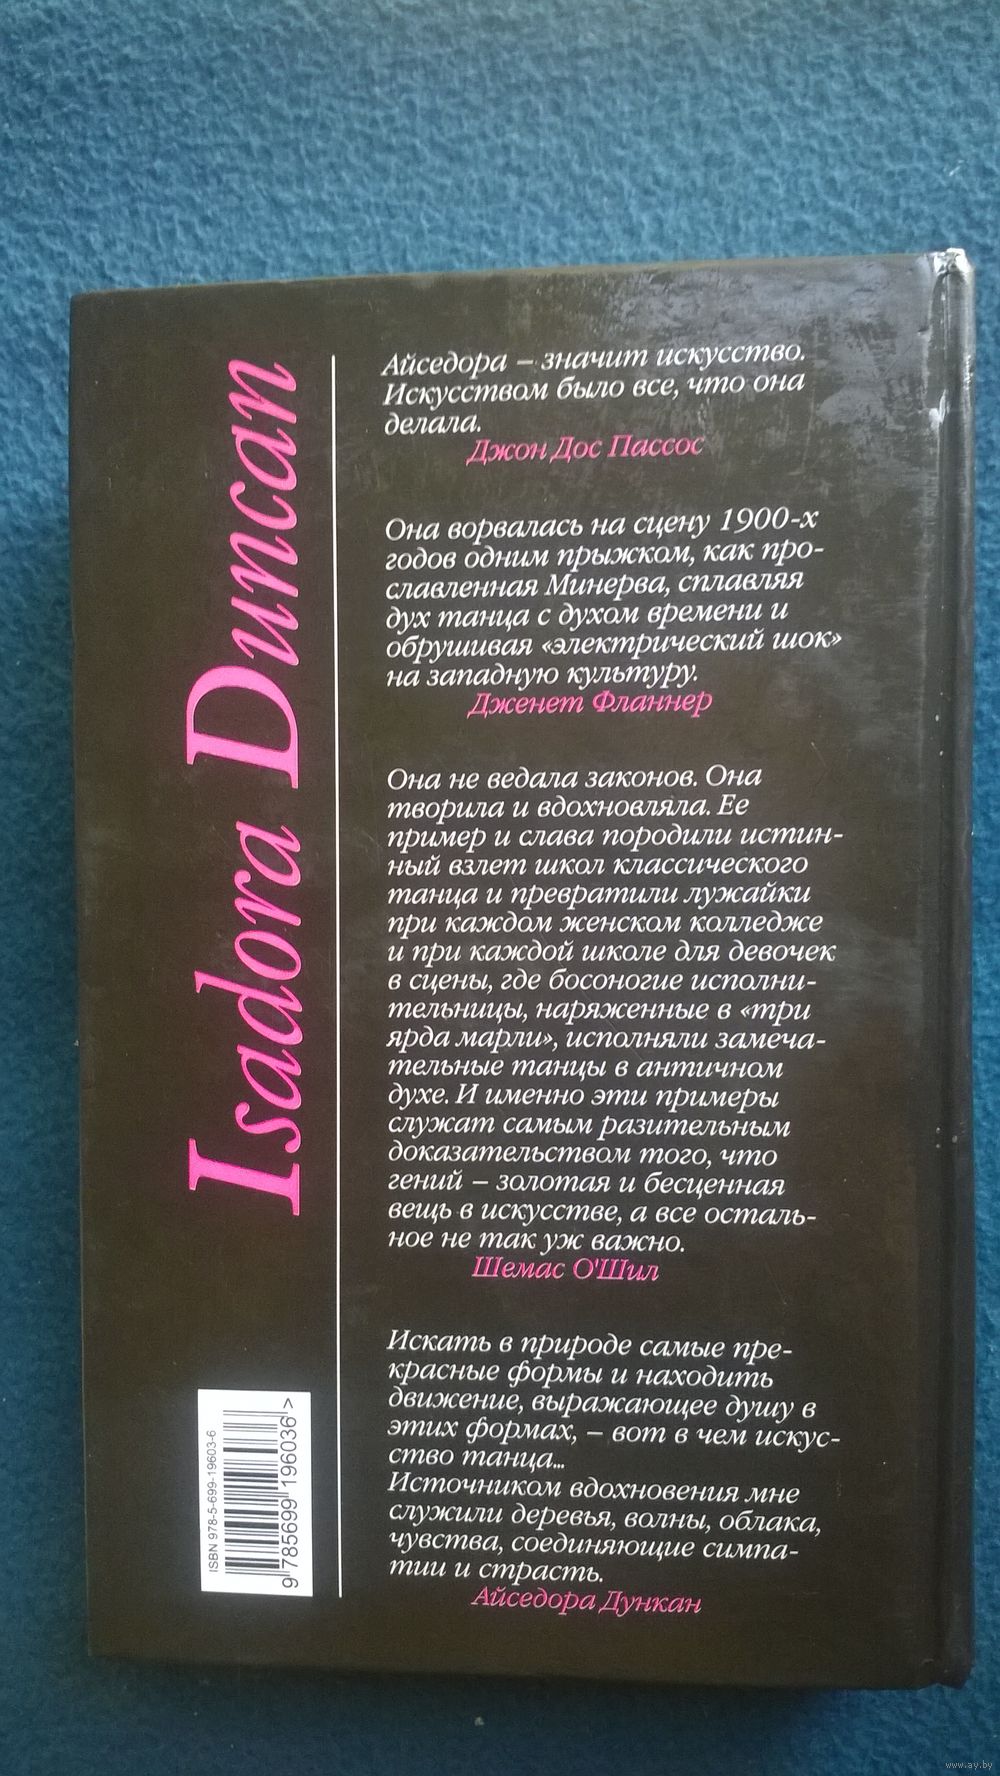 Isadora Duncan
Айседора – значит искусство.
Искусством было все, что она
делала.
Джон Дос Пассос
Она ворвалась на сцену 1900-х
годов одним прыжком, как про-
славленная Минерва, сплавляя
дух танца с духом времени и
обрушивая «электрический шок»
на западную культуру.
Дженет Фланнер
Она не ведала законов. Она
творила и вдохновляла. Ее
пример и слава породили истин-
ный взлет школ классического
танца и превратили лужайки
при каждом женском колледже
и при каждой школе для девочек
в сцены, где босоногие исполни-
тельницы, наряженные в «три
ярда марли», исполняли замеча-
тельные танцы в античном
духе. И именно эти примеры
служат самым разительным
доказательством того, что
гений – золотая и бесценная
вещь в искусстве, а все осталь-
ное не так уж важно.
Шемас О'Шил
Искать в природе самые пре-
красные формы и находить
движение, выражающее душу в
этих формах, – вот в чем искус-
ство танца...
Источником вдохновения мне
служили деревья, волны, облака,
чувства, соединяющие симпа-
тии и страсть.
Айседора Дункан
ISBN 978-5-699-19603-6
9 785699 196036 >
www.ay.by